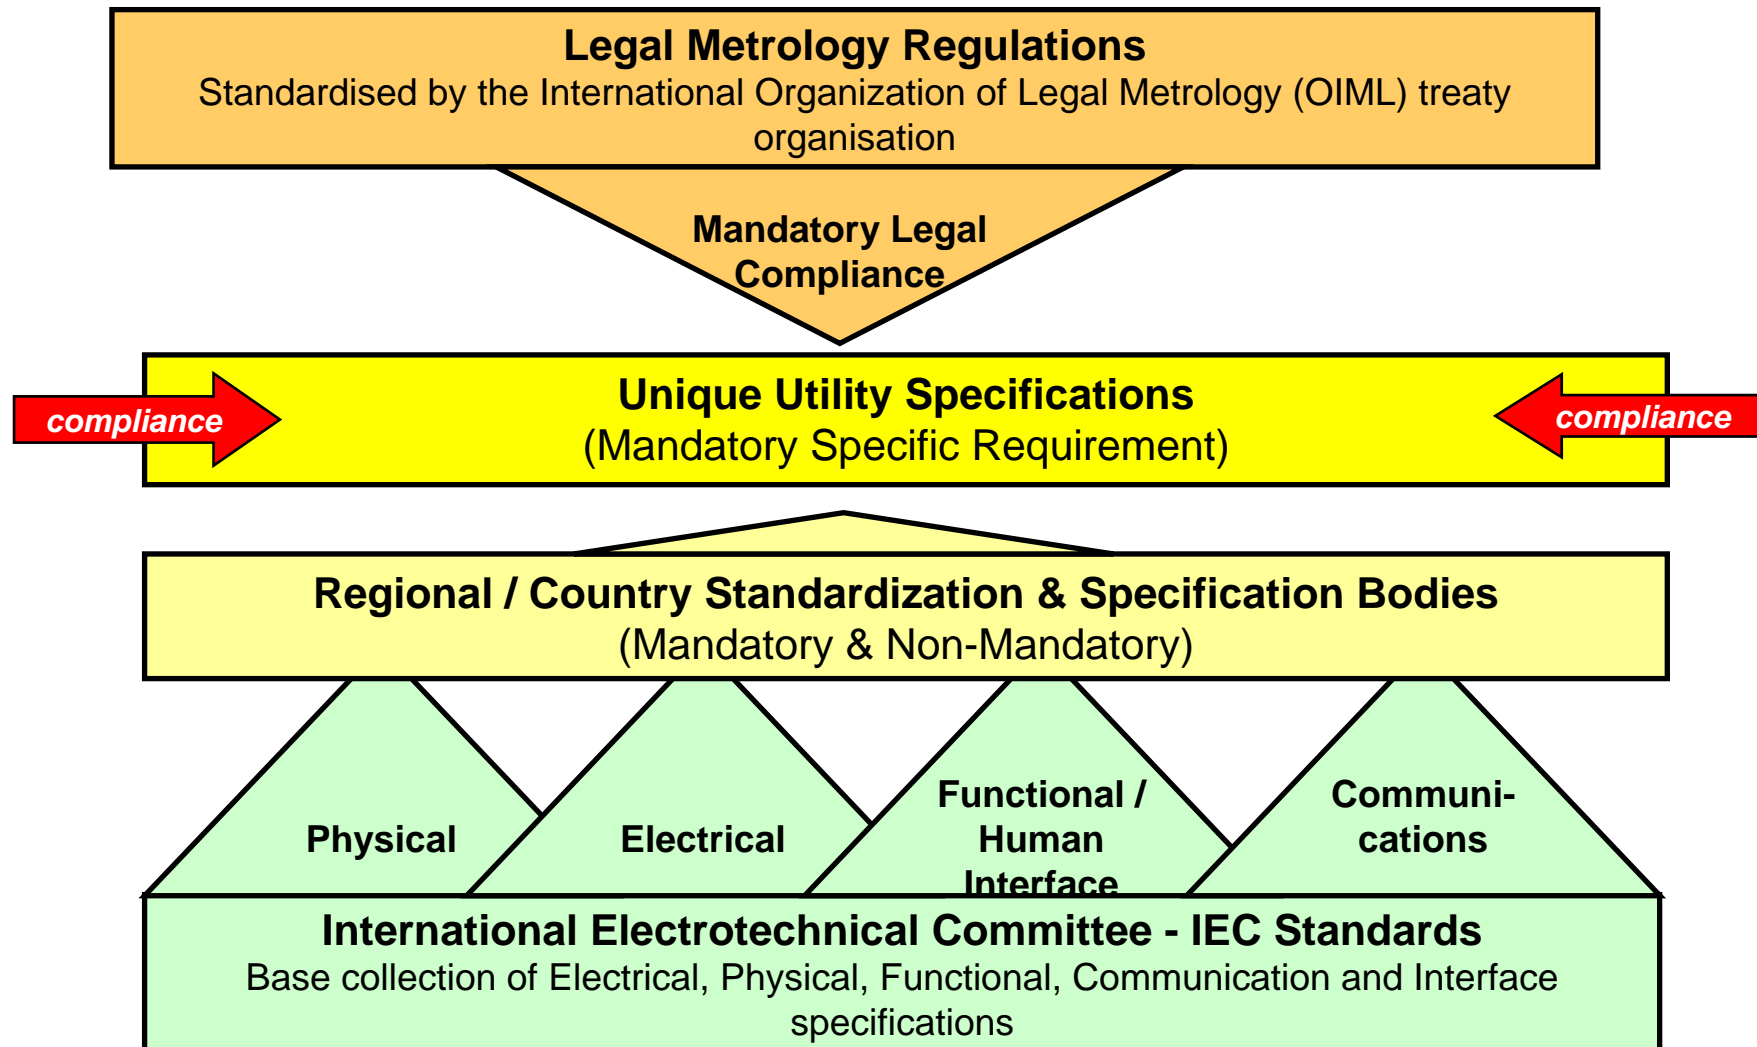 Legal Metrology Regulations
Standardised by the International Organization of Legal Metrology (OIML) treaty
organisation
Mandatory Legal
Compliance
Unique Utility Specifications
(Mandatory Specific Requirement)
compliance
compliance
Regional / Country Standardization & Specification Bodies
(Mandatory & Non-Mandatory)
Physical
Electrical
Functional /
Human
Interface
Communi-
cations
International Electrotechnical Committee - IEC Standards
Base collection of Electrical, Physical, Functional, Communication and Interface
specifications